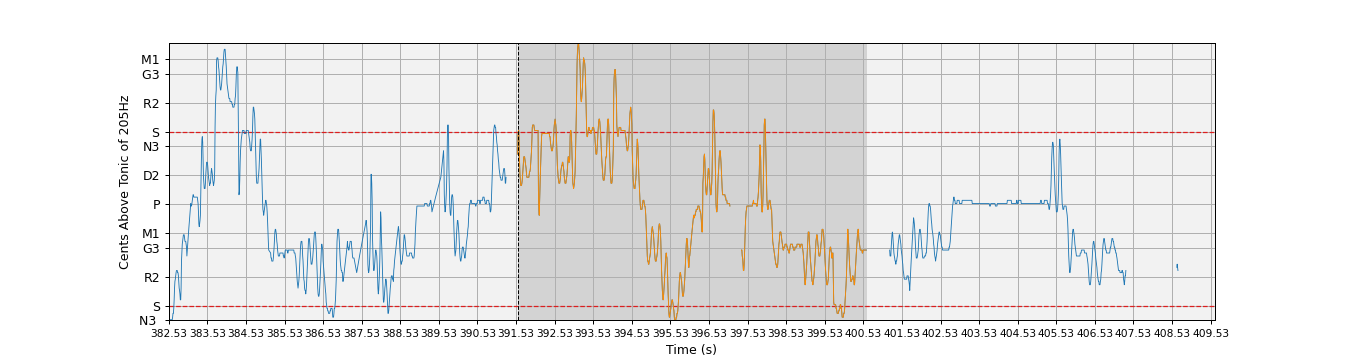 M1
G3
R2
S
N3
D2
P
M1
G3
R2
S
N3
Cents Above Tonic of 205Hz
382.53 383.53 384.53 385.53 386.53 387.53 388.53 389.53 390.53 391.53 392.53 393.53 394.53 395.53 396.53 397.53 398.53 399.53 400.53 401.53 402.53 403.53 404.53 405.53 406.53 407.53 408.53 409.53
Time (s)